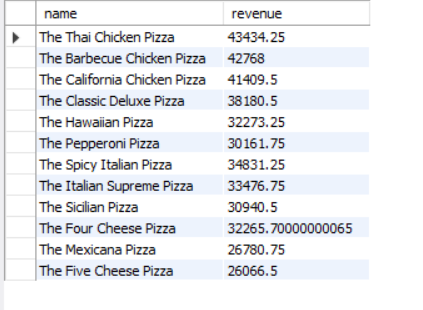 name revenue
The Thai Chicken Pizza 43434.25
The Barbecue Chicken Pizza 42768
The California Chicken Pizza 41409.5
The Classic Deluxe Pizza 38180.5
The Hawaiian Pizza 32273.25
The Pepperoni Pizza 30161.75
The Spicy Italian Pizza 34831.25
The Italian Supreme Pizza 33476.75
The Sicilian Pizza 30940.5
The Four Cheese Pizza 32265.70000000065
The Mexicana Pizza 26780.75
The Five Cheese Pizza 26066.5